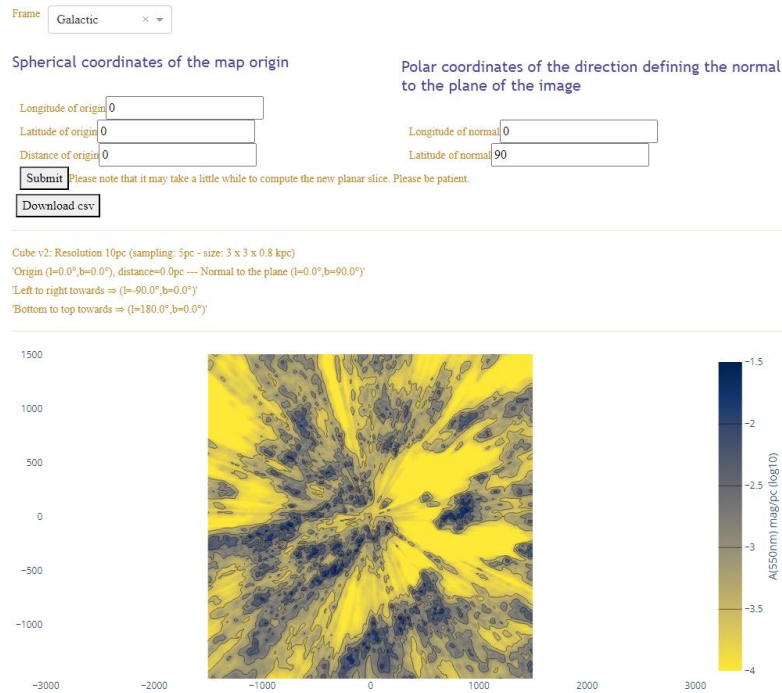 Frame
Galactic × 
Spherical coordinates of the map origin
Polar coordinates of the direction defining the normal
to the plane of the image
Longitude of origin 0
Latitude of origin 0
Distance of origin 0
Longitude of normal 0
Latitude of normal 90
Submit Please note that it may take a little while to compute the new planar slice. Please be patient.
Download csv
Cube v2: Resolution 10pc (sampling: 5pc - size: 3 x 3 x 0.8 kpc)
'Origin (l=0.0°,b=0.0°), distance=0.0pc --- Normal to the plane (l=0.0°,b=90.0°)'
'Left to right towards ⇒ (l=-90.0°,b=0.0°)'
'Bottom to top towards ⇒ (l=180.0°,b=0.0°)'
1500
1000
500
0
−500
−1000
−3000 −2000 −1000 0 1000 2000 3000
−1.5
−2
−2.5
−3
−3.5
−4
A(550nm) mag/pc (log10)